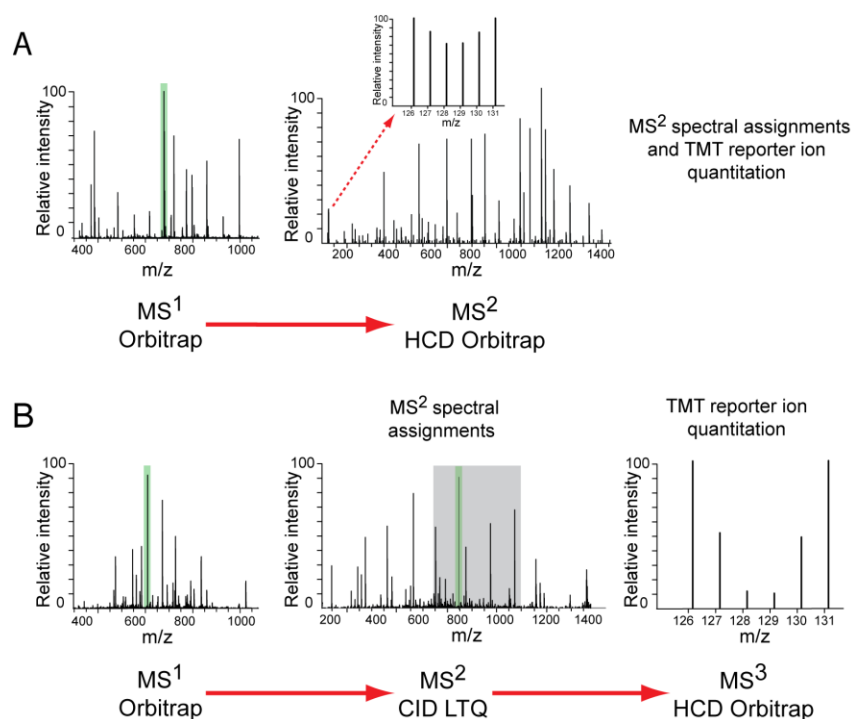 A
Relative intensity
100
0
126 127 128 129 130 131
m/z
Relative intensity
100
0
400 600 800 1000
m/z
Relative intensity
100
0
200 400 600 800 1000 1200 1400
m/z
MS² spectral assignments
and TMT reporter ion
quantitation
MS¹
Orbitrap
MS²
HCD Orbitrap
B
MS² spectral
assignments
TMT reporter ion
quantitation
Relative intensity
100
0
400 600 800 1000
m/z
Relative intensity
100
0
200 400 600 800 1000 1200 1400
m/z
Relative intensity
100
0
126 127 128 129 130 131
m/z
MS¹
Orbitrap
MS²
CID LTQ
MS³
HCD Orbitrap